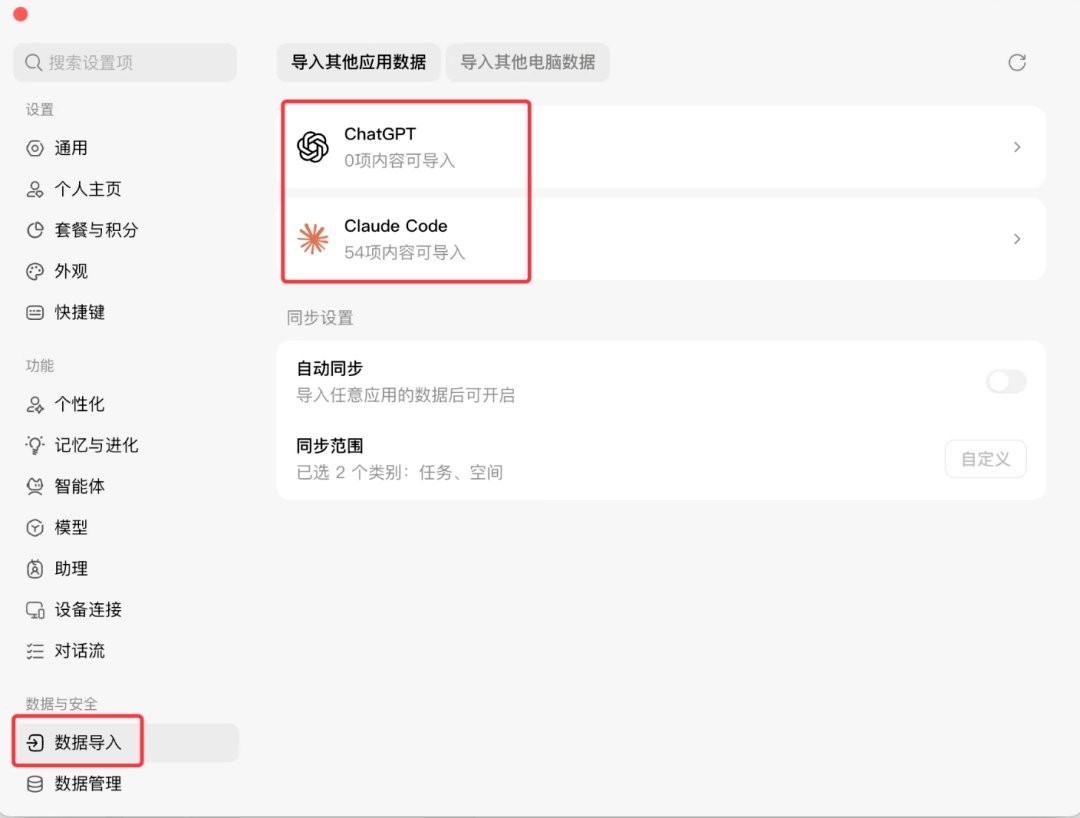 搜索设置项
设置
通用
个人主页
套餐与积分
外观
快捷键
功能
个性化
记忆与进化
智能体
模型
助理
设备连接
对话流
数据与安全
数据导入
数据管理
导入其他应用数据
导入其他电脑数据
ChatGPT
0项内容可导入
Claude Code
54项内容可导入
同步设置
自动同步
导入任意应用的数据后可开启
同步范围
已选 2 个类别：任务、空间
自定义